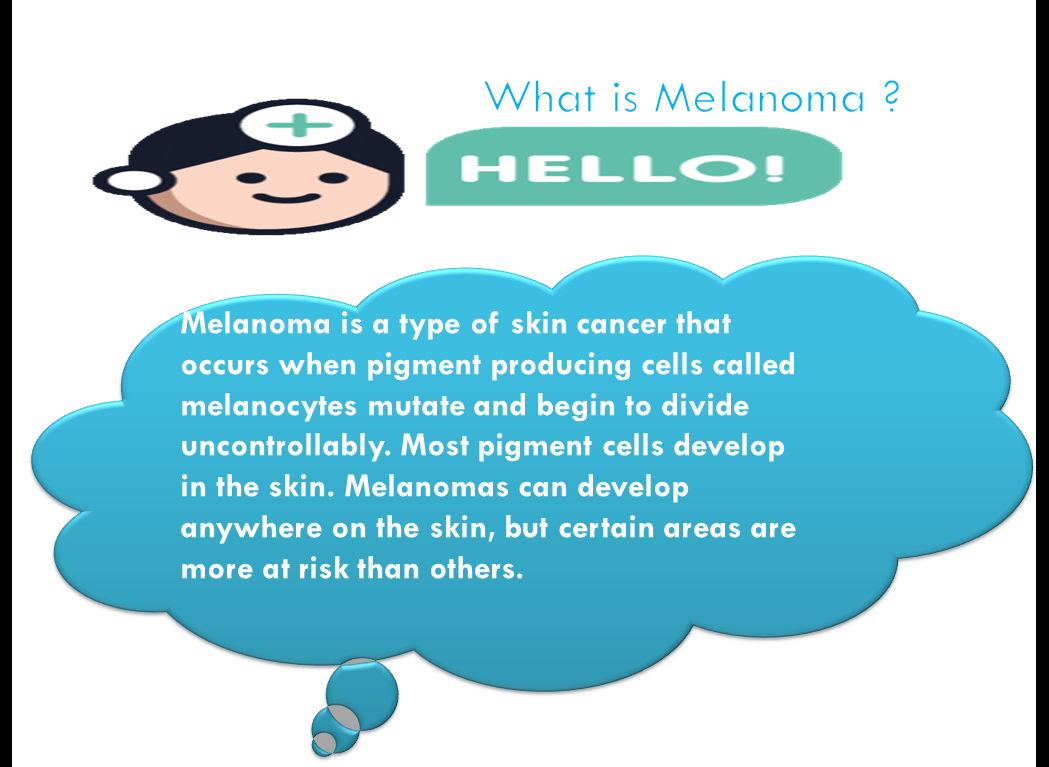 What is Melanoma ?
HELLO!
Melanoma is a type of skin cancer that
occurs when pigment producing cells called
melanocytes mutate and begin to divide
uncontrollably. Most pigment cells develop
in the skin. Melanomas can develop
anywhere on the skin, but certain areas are
more at risk than others.